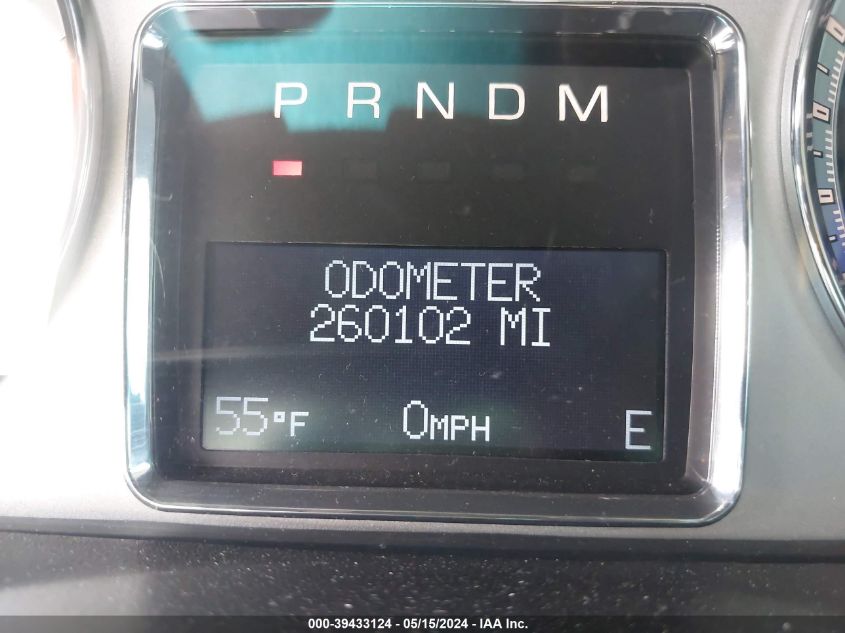 P R N D M
ODOMETER
260102 MI
55°F 0MPH E
000-39433124 - 05/15/2024 - IAA Inc.